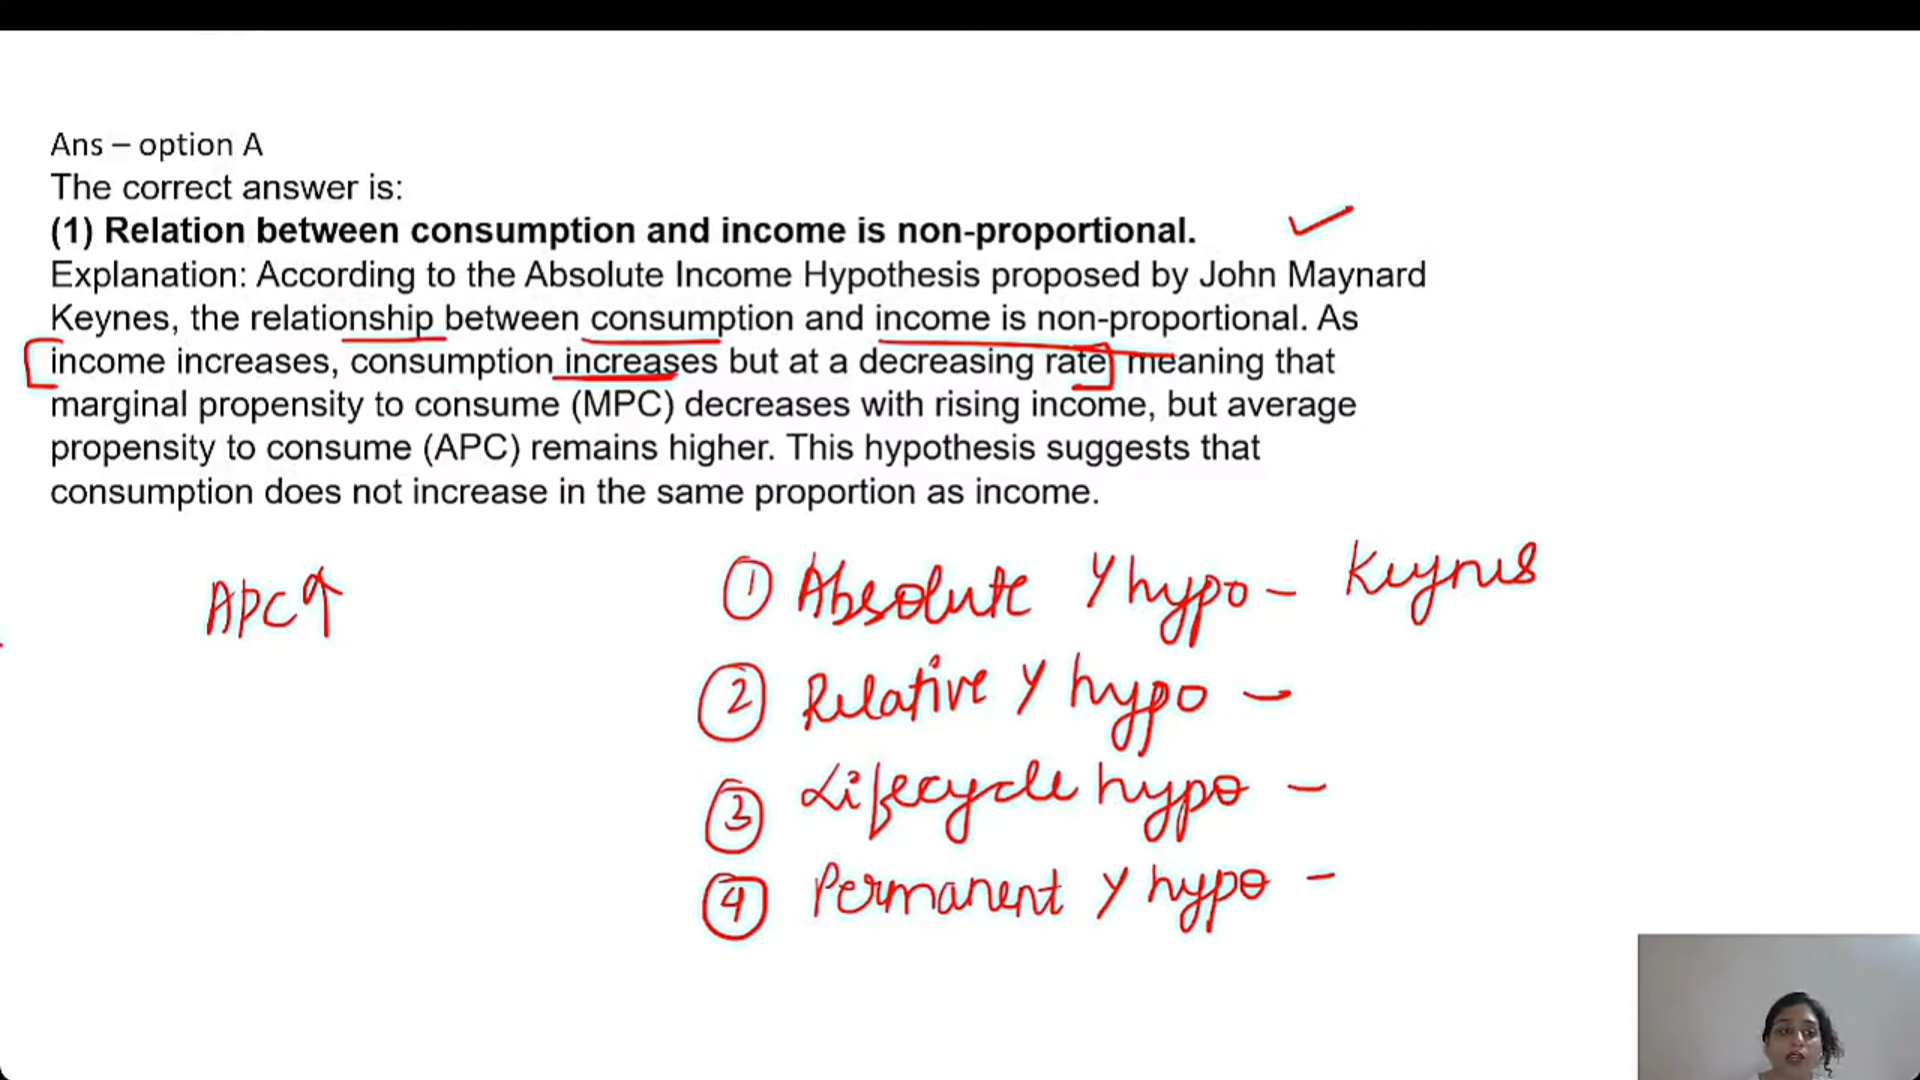 Ans – option A
The correct answer is:
(1) Relation between consumption and income is non-proportional.
Explanation: According to the Absolute Income Hypothesis proposed by John Maynard
Keynes, the relationship between consumption and income is non-proportional. As
income increases, consumption increases but at a decreasing rate, meaning that
marginal propensity to consume (MPC) decreases with rising income, but average
propensity to consume (APC) remains higher. This hypothesis suggests that
consumption does not increase in the same proportion as income.
APC↑
① Absolute Y hypo – Keynes
② Relative Y hypo –
③ Lifecycle hypo –
④ Permanent Y hypo –